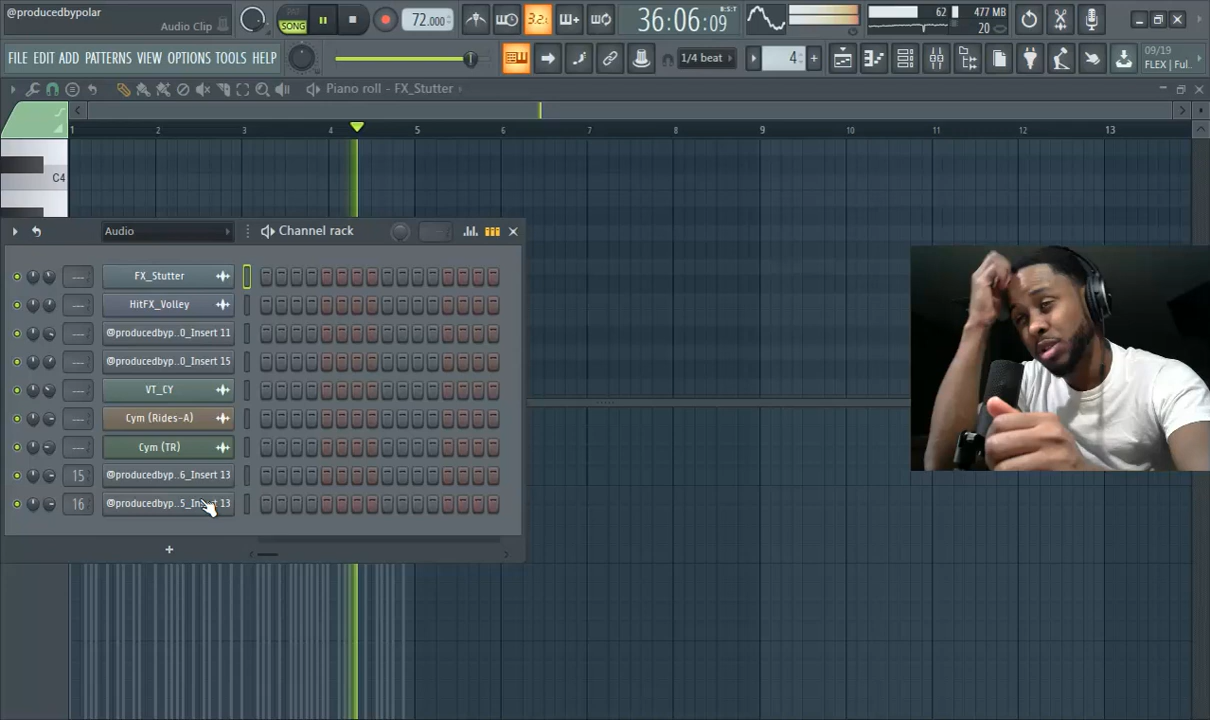 @producedbypolar
Audio Clip
PAT
SONG
72.000
3.2.
36:06:09
B:S:T
62
477 MB
20
FILE EDIT ADD PATTERNS VIEW OPTIONS TOOLS HELP
1/4 beat
4
09/19
FLEX | Ful..
Piano roll - FX_Stutter
1 2 3 4 5 6 7 8 9 10 11 12 13
C4
Audio
Channel rack
--- FX_Stutter
--- HitFX_Volley
--- @producedbyp..0_Insert 11
--- @producedbyp..0_Insert 15
--- VT_CY
--- Cym (Rides-A)
--- Cym (TR)
15 @producedbyp..6_Insert 13
16 @producedbyp..5_Insert 13